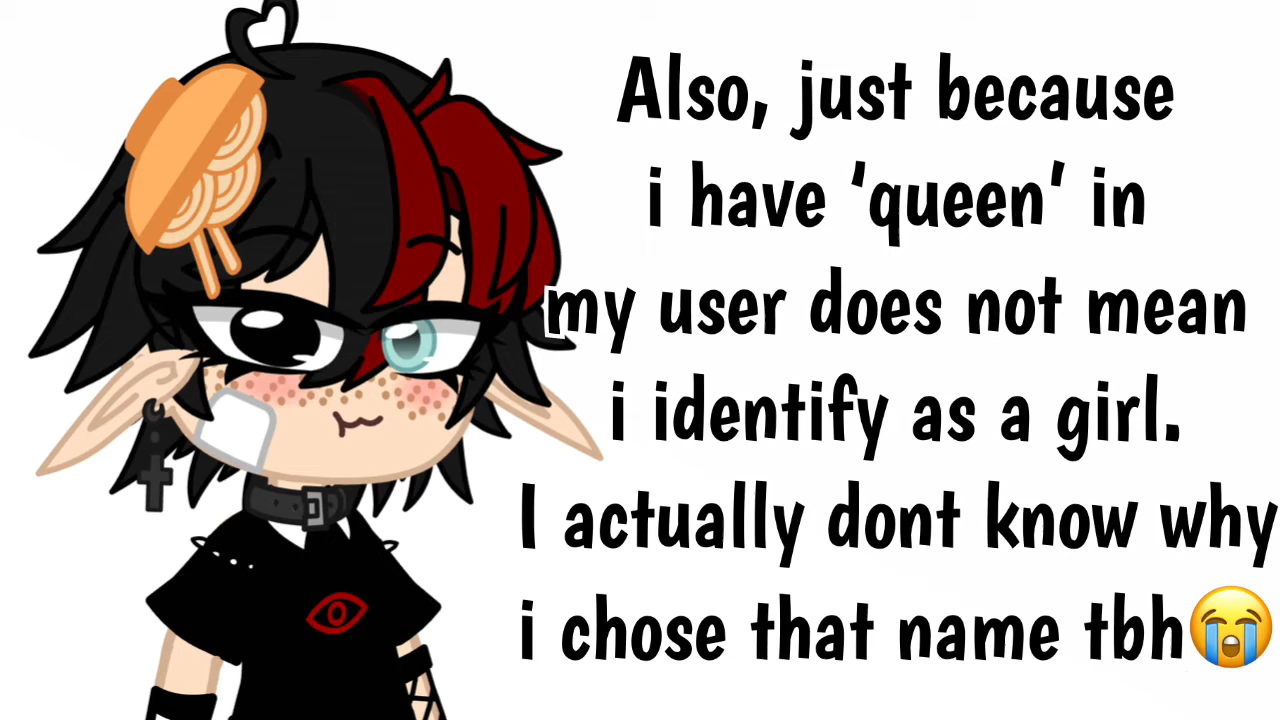 Also, just because
i have ‘queen’ in
my user does not mean
i identify as a girl.
I actually dont know why
i chose that name tbh😭